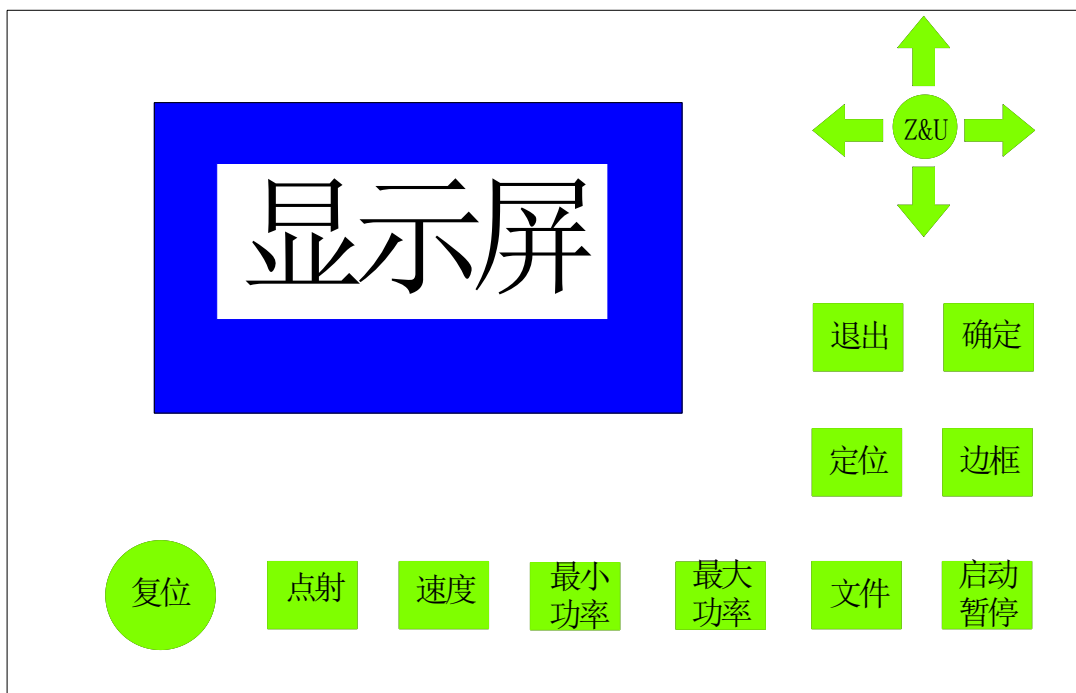 Z&U
显示屏
退出
确定
定位
边框
复位
点射
速度
最小
功率
最大
功率
文件
启动
暂停